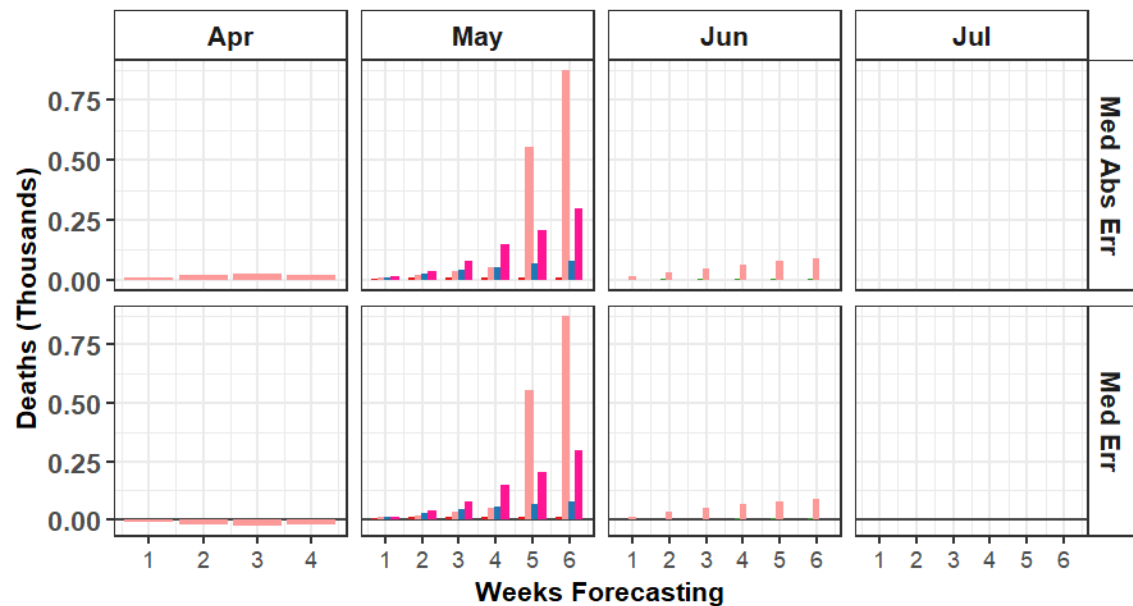 Apr May Jun Jul
0.75
0.50
0.25
0.00
Med Abs Err
0.75
0.50
0.25
0.00
Med Err
Deaths (Thousands)
1 2 3 4 1 2 3 4 5 6 1 2 3 4 5 6 1 2 3 4 5 6
Weeks Forecasting